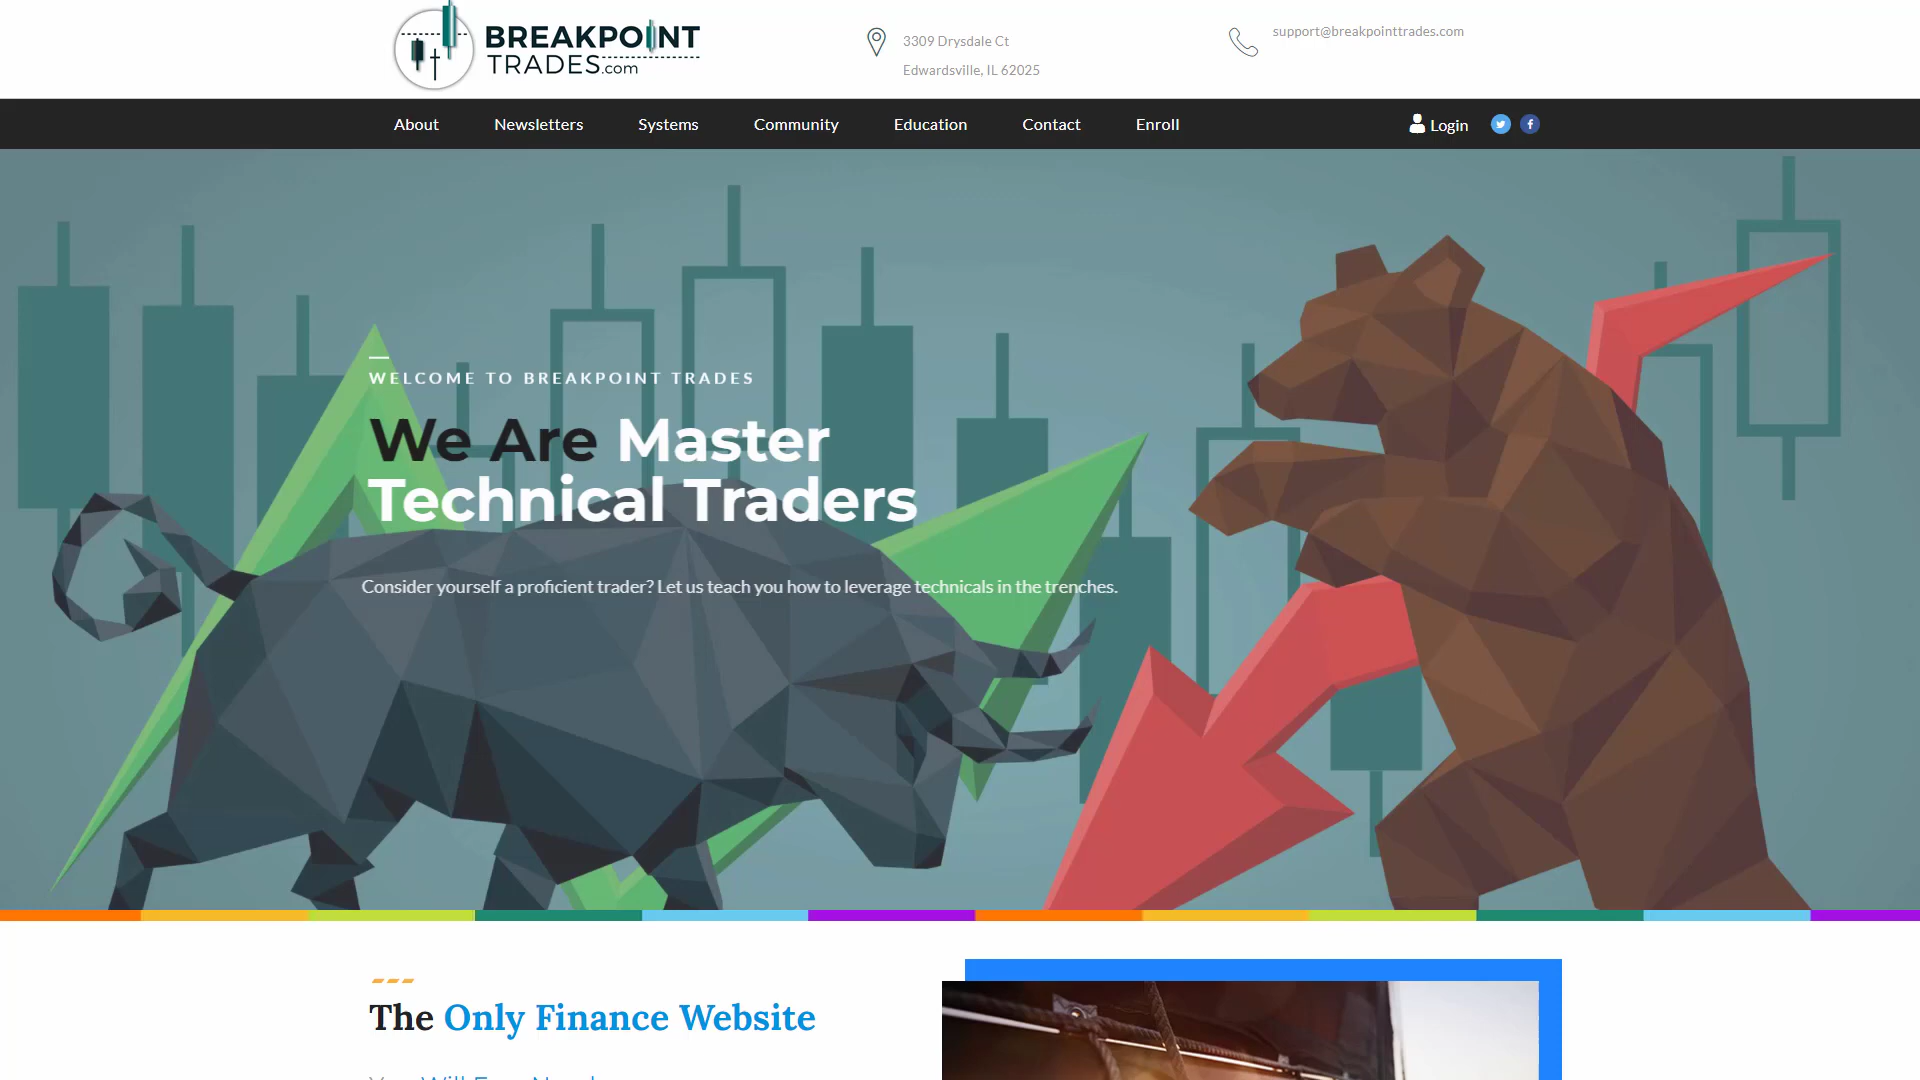 BREAKPOINT
TRADES.com
3309 Drysdale Ct
Edwardsville, IL 62025
support@breakpointtrades.com
About
Newsletters
Systems
Community
Education
Contact
Enroll
Login
WELCOME TO BREAKPOINT TRADES
We Are Master
Technical Traders
Consider yourself a proficient trader? Let us teach you how to leverage technicals in the trenches.
The Only Finance Website